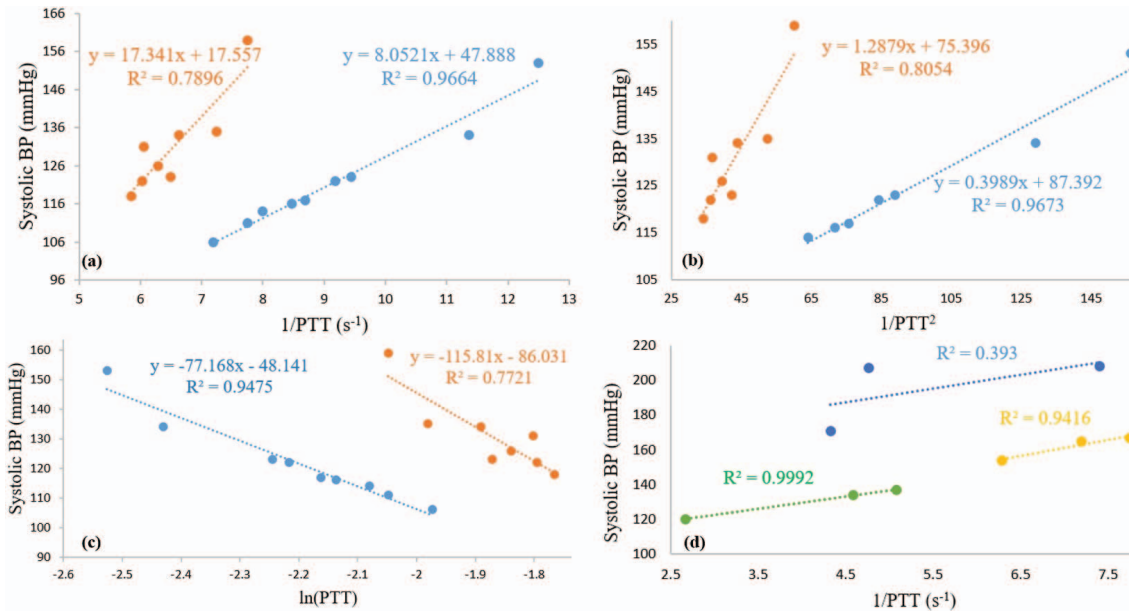 166
156
146
136
126
116
106
96
Systolic BP (mmHg)
y = 17.341x + 17.557
R² = 0.7896
y = 8.0521x + 47.888
R² = 0.9664
(a)
5 6 7 8 9 10 11 12 13
1/PTT (s⁻¹)
155
145
135
125
115
105
Systolic BP (mmHg)
y = 1.2879x + 75.396
R² = 0.8054
y = 0.3989x + 87.392
R² = 0.9673
(b)
25 45 65 85 105 125 145
1/PTT²
160
150
140
130
120
110
100
90
Systolic BP (mmHg)
y = -77.168x - 48.141
R² = 0.9475
y = -115.81x - 86.031
R² = 0.7721
(c)
-2.6 -2.5 -2.4 -2.3 -2.2 -2.1 -2 -1.9 -1.8
ln(PTT)
220
200
180
160
140
120
100
Systolic BP (mmHg)
R² = 0.393
R² = 0.9416
R² = 0.9992
(d)
2.5 4.5 6.5 7.5
1/PTT (s⁻¹)